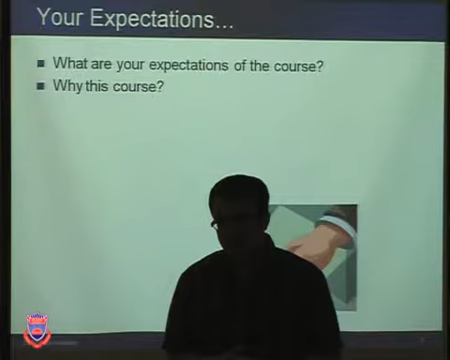 Your Expectations...
What are your expectations of the course?
Why this course?